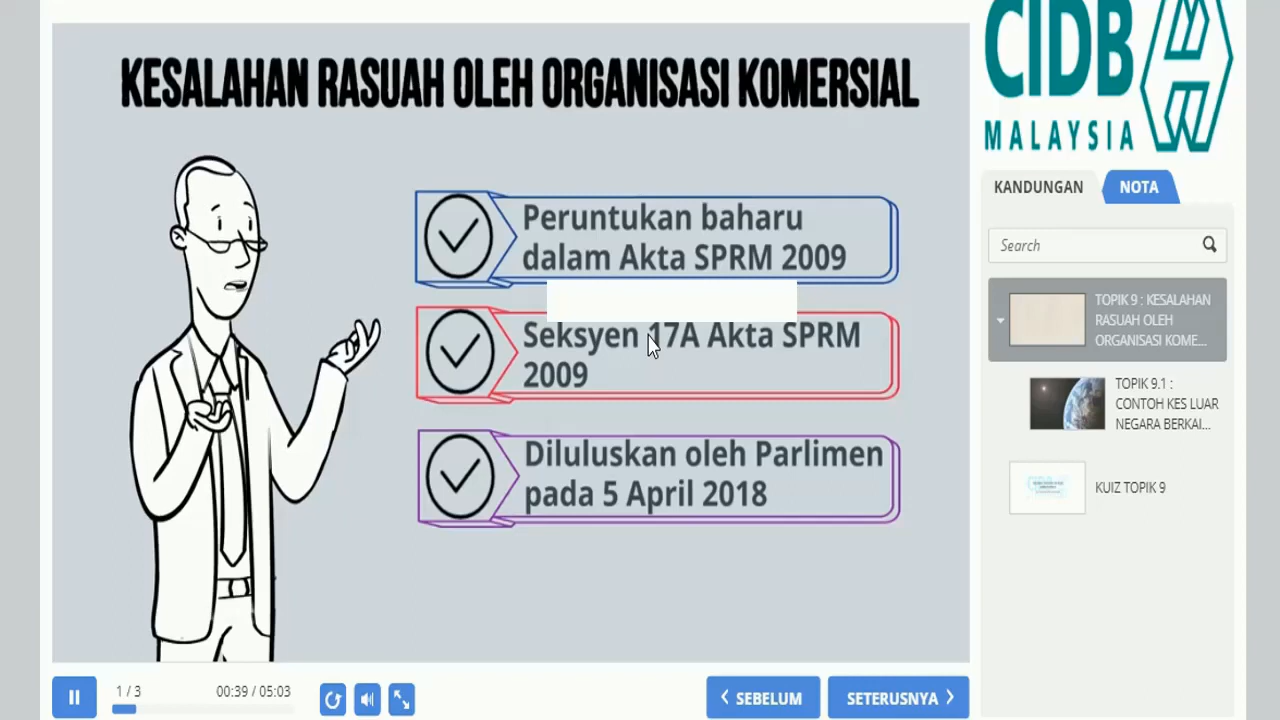 KESALAHAN RASUAH OLEH ORGANISASI KOMERSIAL
Peruntukan baharu
dalam Akta SPRM 2009
Seksyen 17A Akta SPRM
2009
Diluluskan oleh Parlimen
pada 5 April 2018
1 / 3
00:39 / 05:03
SEBELUM
SETERUSNYA
CIDB
MALAYSIA
KANDUNGAN
NOTA
Search
TOPIK 9 : KESALAHAN
RASUAH OLEH
ORGANISASI KOME...
TOPIK 9.1 :
CONTOH KES LUAR
NEGARA BERKAI...
KUIZ TOPIK 9